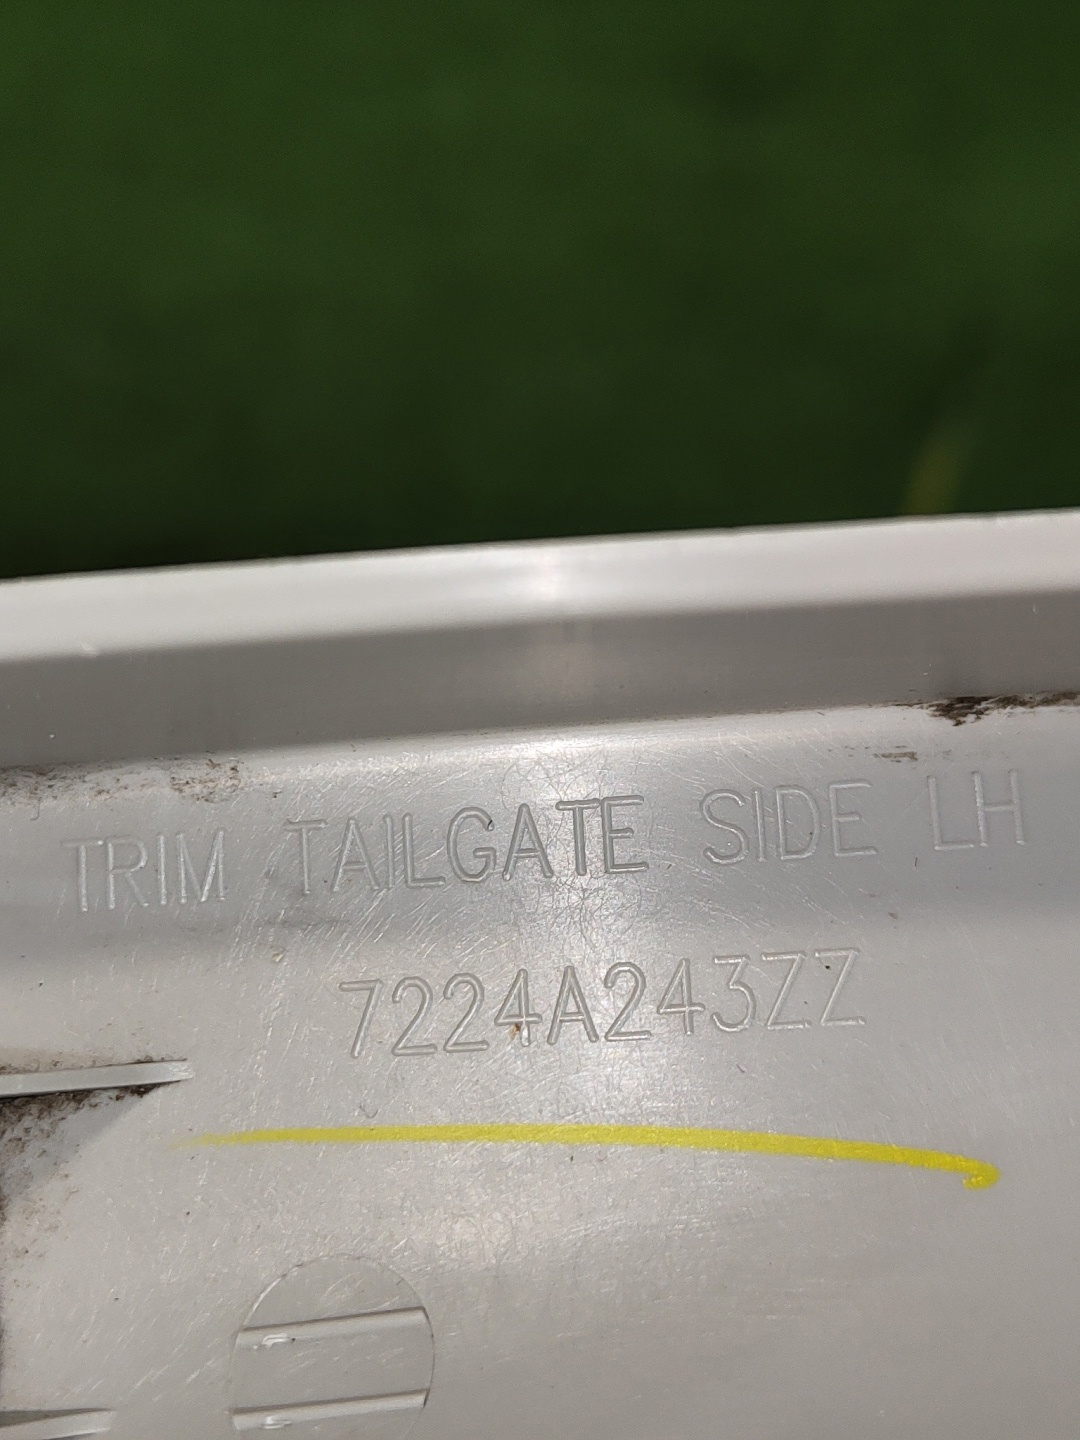 TRIM TAILGATE SIDE LH
7224A243ZZ